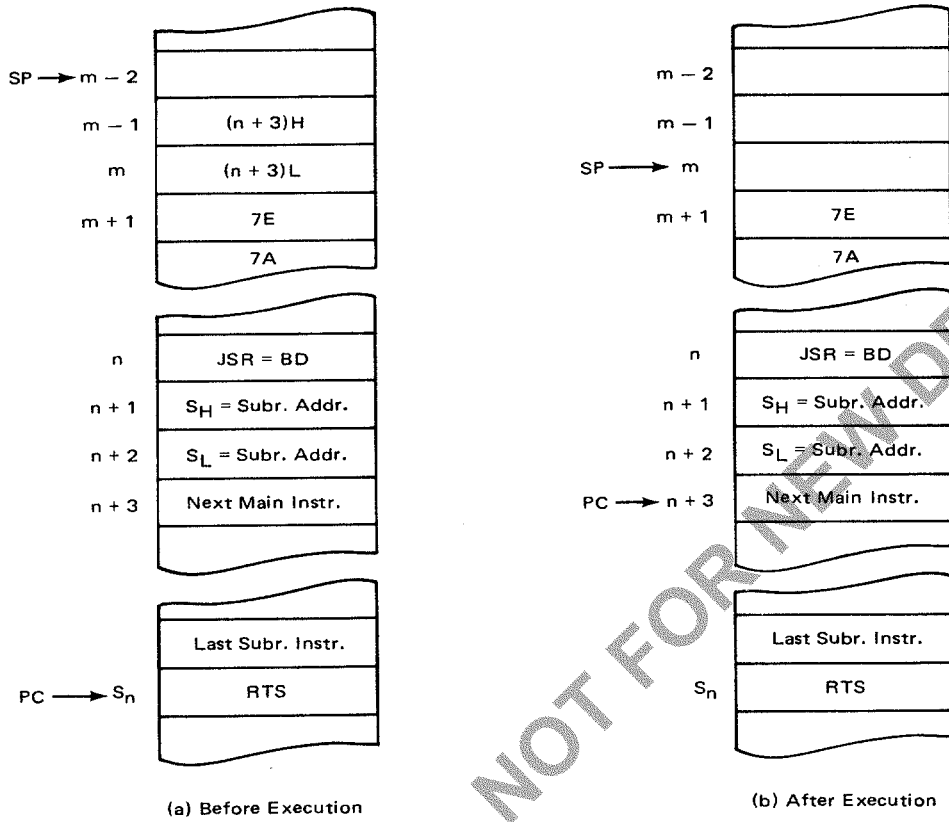 SP m − 2
m − 1 (n + 3)H
m (n + 3)L
m + 1 7E
7A
n JSR = BD
n + 1 SH = Subr. Addr.
n + 2 SL = Subr. Addr.
n + 3 Next Main Instr.
Last Subr. Instr.
PC Sn RTS
(a) Before Execution
m − 2
m − 1
SP m
m + 1 7E
7A
n JSR = BD
n + 1 SH = Subr. Addr.
n + 2 SL = Subr. Addr.
PC n + 3 Next Main Instr.
Last Subr. Instr.
Sn RTS
(b) After Execution
NOT FOR NEW